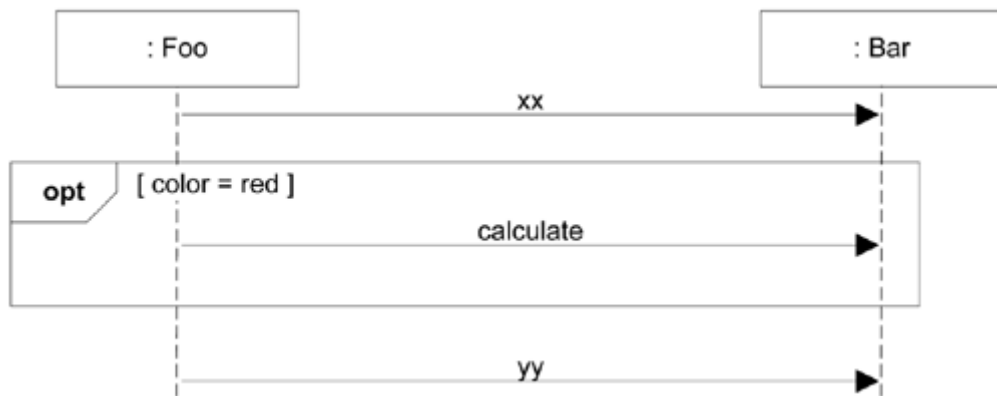 : Foo
: Bar
xx
opt
[ color = red ]
calculate
yy